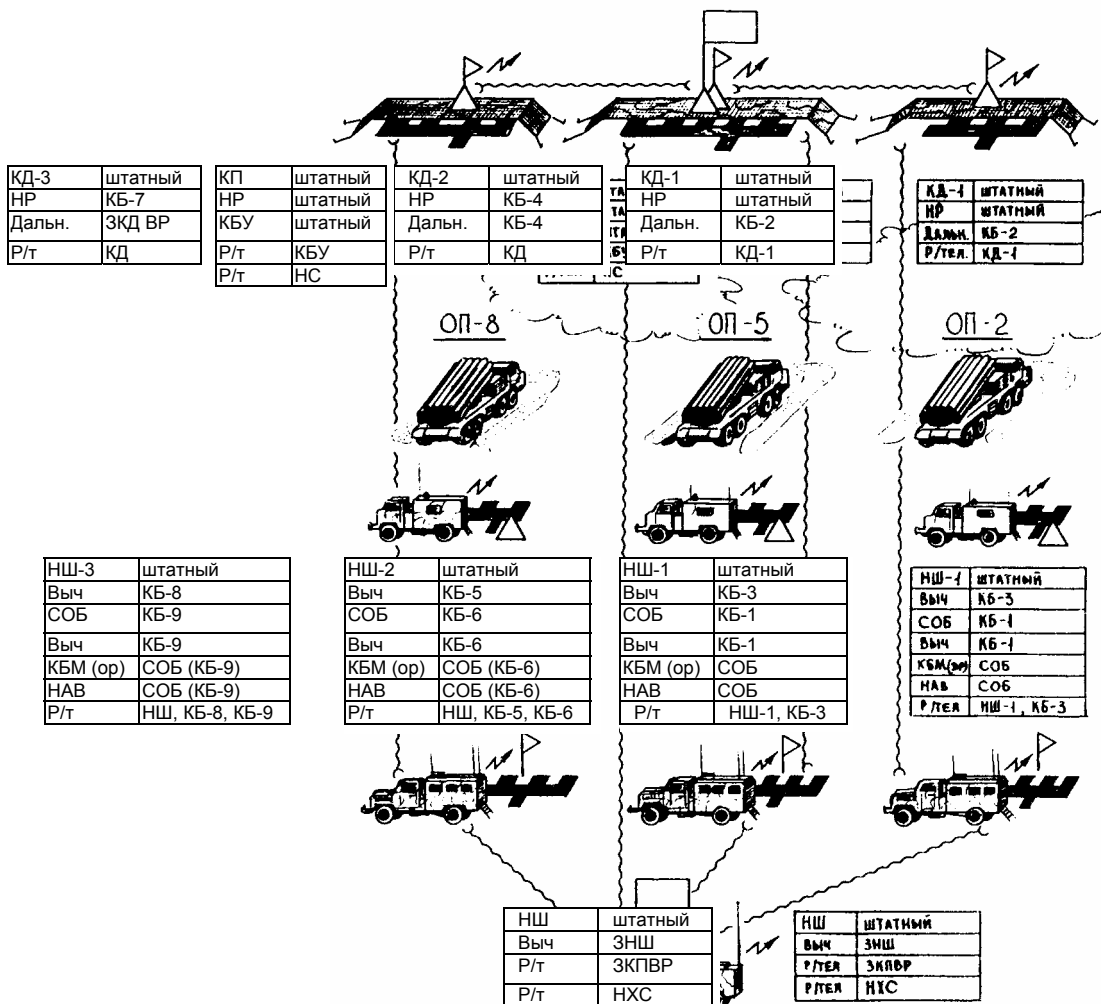 КД-3 штатный
НР КБ-7
Дальн. ЗКД ВР
Р/т КД
КП штатный
НР штатный
КБУ штатный
Р/т КБУ
Р/т НС
КД-2 штатный
НР КБ-4
Дальн. КБ-4
Р/т КД
КД-1 штатный
НР штатный
Дальн. КБ-2
Р/т КД-1
КД-1 ШТАТНЫЙ
НР ШТАТНЫЙ
ДАЛЬН. КБ-2
Р/ТЕЛ. КД-1
ОП-8 ОП-5 ОП-2
НШ-3 штатный
Выч КБ-8
СОБ КБ-9
Выч КБ-9
КБМ (ор) СОБ (КБ-9)
НАВ СОБ (КБ-9)
Р/т НШ, КБ-8, КБ-9
НШ-2 штатный
Выч КБ-5
СОБ КБ-6
Выч КБ-6
КБМ (ор) СОБ (КБ-6)
НАВ СОБ (КБ-6)
Р/т НШ, КБ-5, КБ-6
НШ-1 штатный
Выч КБ-3
СОБ КБ-1
Выч КБ-1
КБМ (ор) СОБ
НАВ СОБ
Р/т НШ-1, КБ-3
НШ-1 ШТАТНЫЙ
ВЫЧ КБ-3
СОБ КБ-1
ВЫЧ КБ-1
КБМ(ОР) СОБ
НАВ СОБ
Р/ТЕЛ НШ-1, КБ-3
НШ штатный
Выч ЗНШ
Р/т ЗКПВР
Р/т НХС
НШ ШТАТНЫЙ
ВЫЧ ЗНШ
Р/ТЕЛ ЗКПВР
Р/ТЕЛ НХС